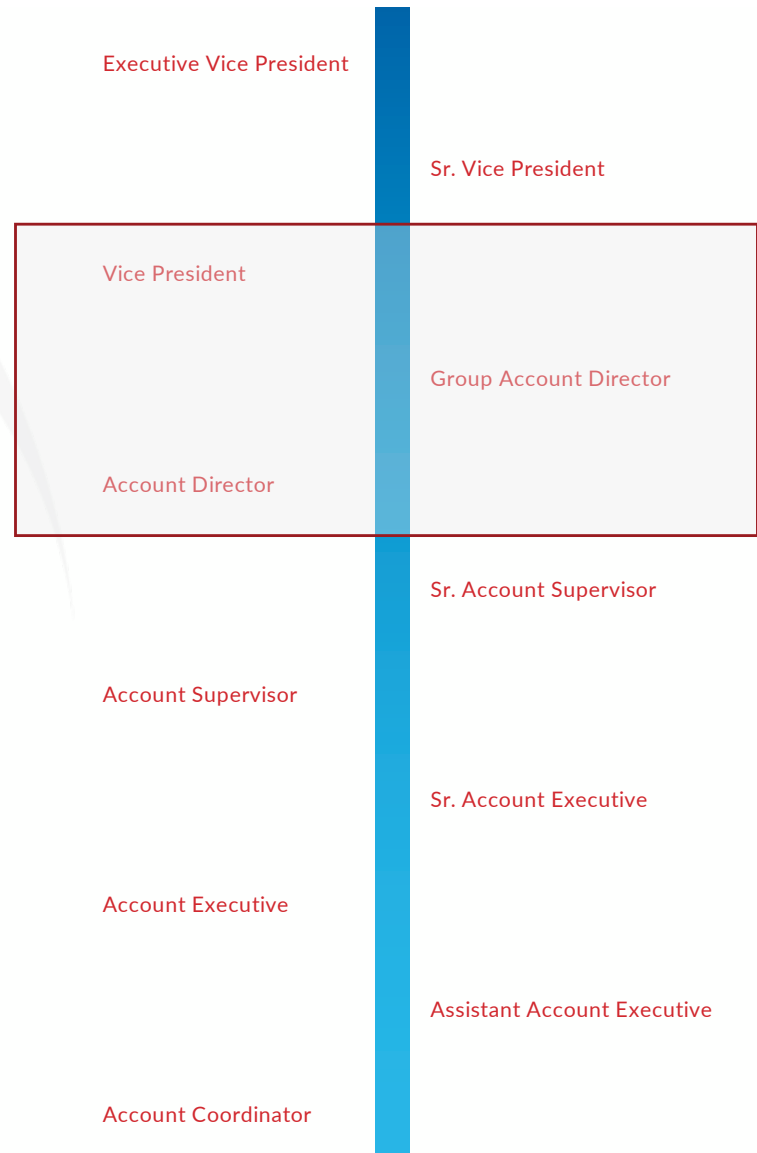 Executive Vice President
Sr. Vice President
Vice President
Group Account Director
Account Director
Sr. Account Supervisor
Account Supervisor
Sr. Account Executive
Account Executive
Assistant Account Executive
Account Coordinator